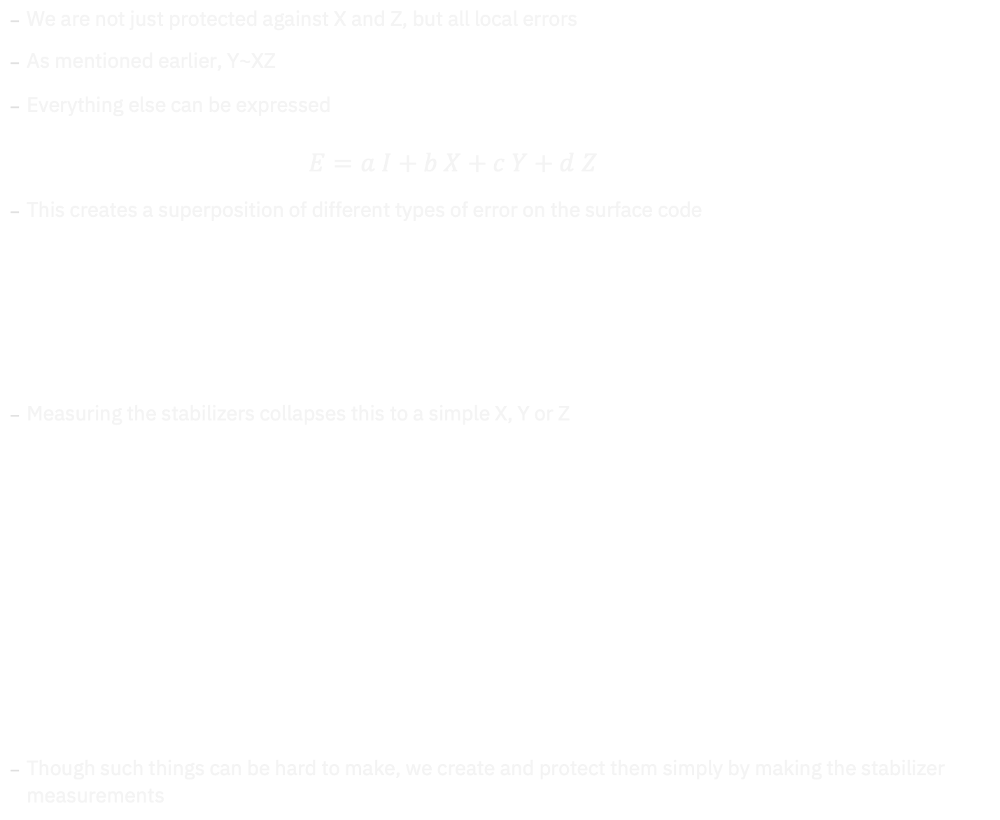 – We are not just protected against X and Z, but all local errors
– As mentioned earlier, Y~XZ
– Everything else can be expressed
E = a I + b X + c Y + d Z
– This creates a superposition of different types of error on the surface code
– Measuring the stabilizers collapses this to a simple X, Y or Z
– Though such things can be hard to make, we create and protect them simply by making the stabilizer
measurements